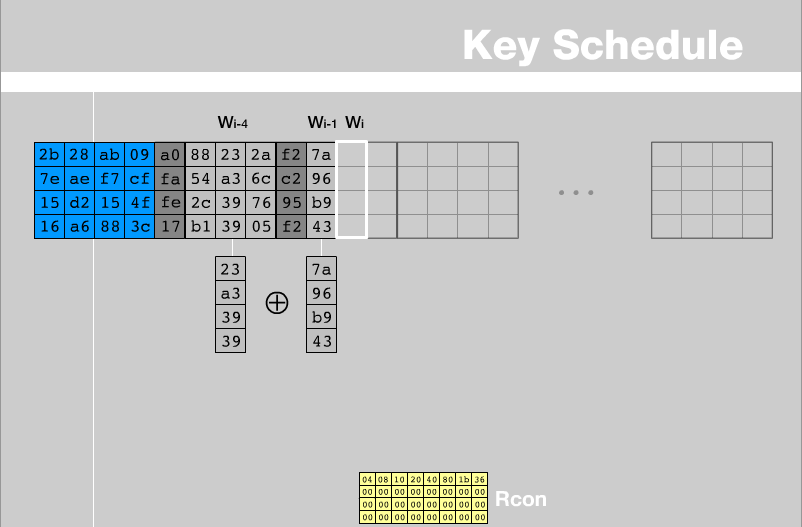 Key Schedule
Wi-4 Wi-1 Wi
2b 28 ab 09 a0 88 23 2a f2 7a
7e ae f7 cf fa 54 a3 6c c2 96
15 d2 15 4f fe 2c 39 76 95 b9
16 a6 88 3c 17 b1 39 05 f2 43
23 7a
a3 96
39 b9
39 43
04 08 10 20 40 80 1b 36
00 00 00 00 00 00 00 00
00 00 00 00 00 00 00 00
00 00 00 00 00 00 00 00
Rcon